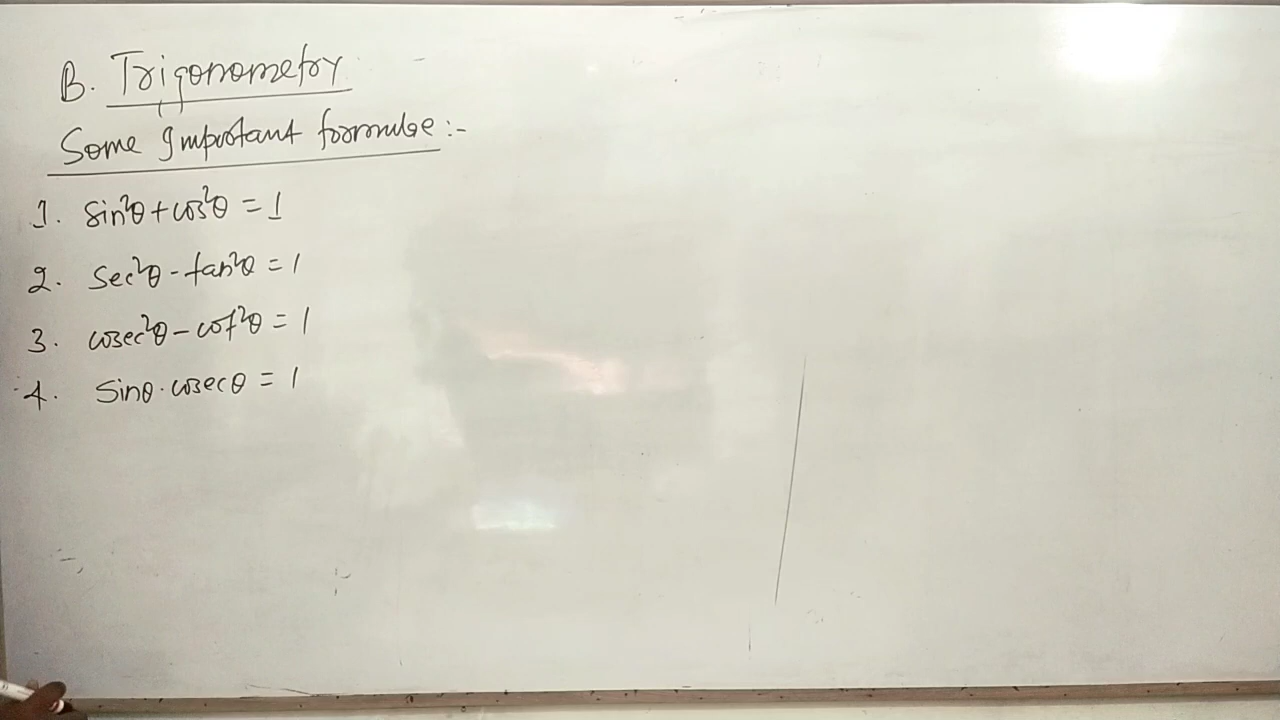 B. Trigonometry
Some Important formulae :-
1. sin²θ + cos²θ = 1
2. sec²θ - tan²θ = 1
3. cosec²θ - cot²θ = 1
4. sinθ · cosecθ = 1